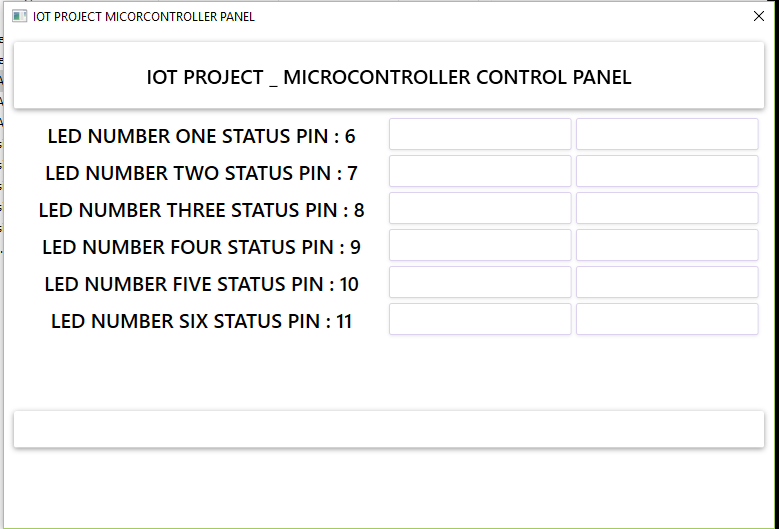 IOT PROJECT MICORCONTROLLER PANEL
IOT PROJECT _ MICROCONTROLLER CONTROL PANEL
LED NUMBER ONE STATUS PIN : 6
LED NUMBER TWO STATUS PIN : 7
LED NUMBER THREE STATUS PIN : 8
LED NUMBER FOUR STATUS PIN : 9
LED NUMBER FIVE STATUS PIN : 10
LED NUMBER SIX STATUS PIN : 11